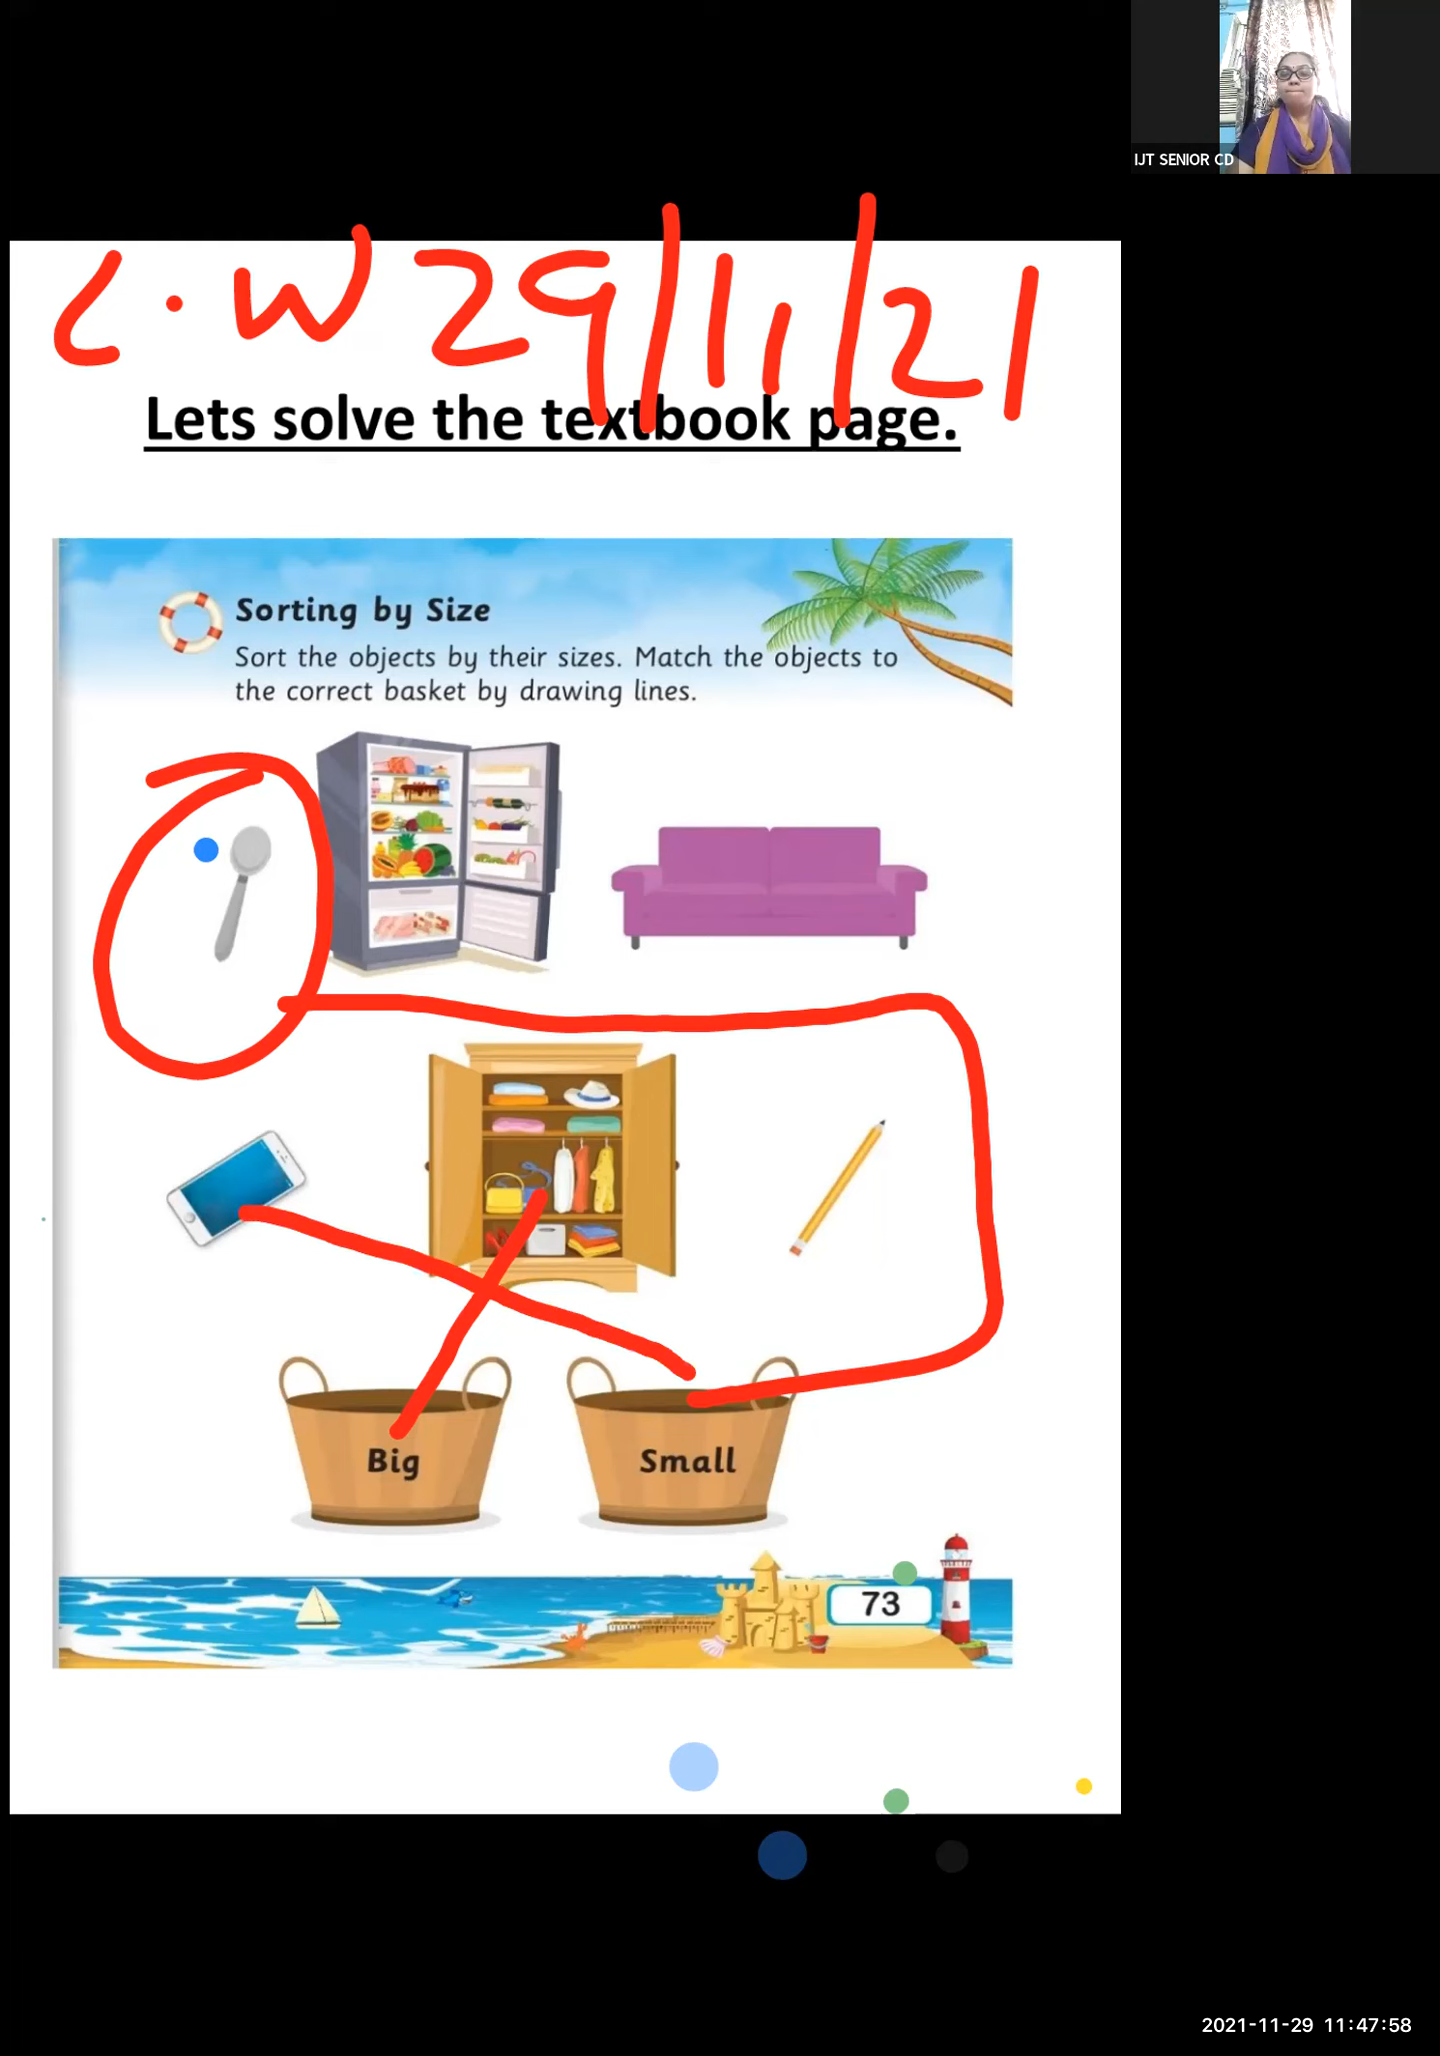 IJT SENIOR CD
C.W 29/11/21
Lets solve the textbook page.
Sorting by Size
Sort the objects by their sizes. Match the objects to
the correct basket by drawing lines.
Big
Small
73
2021-11-29 11:47:58